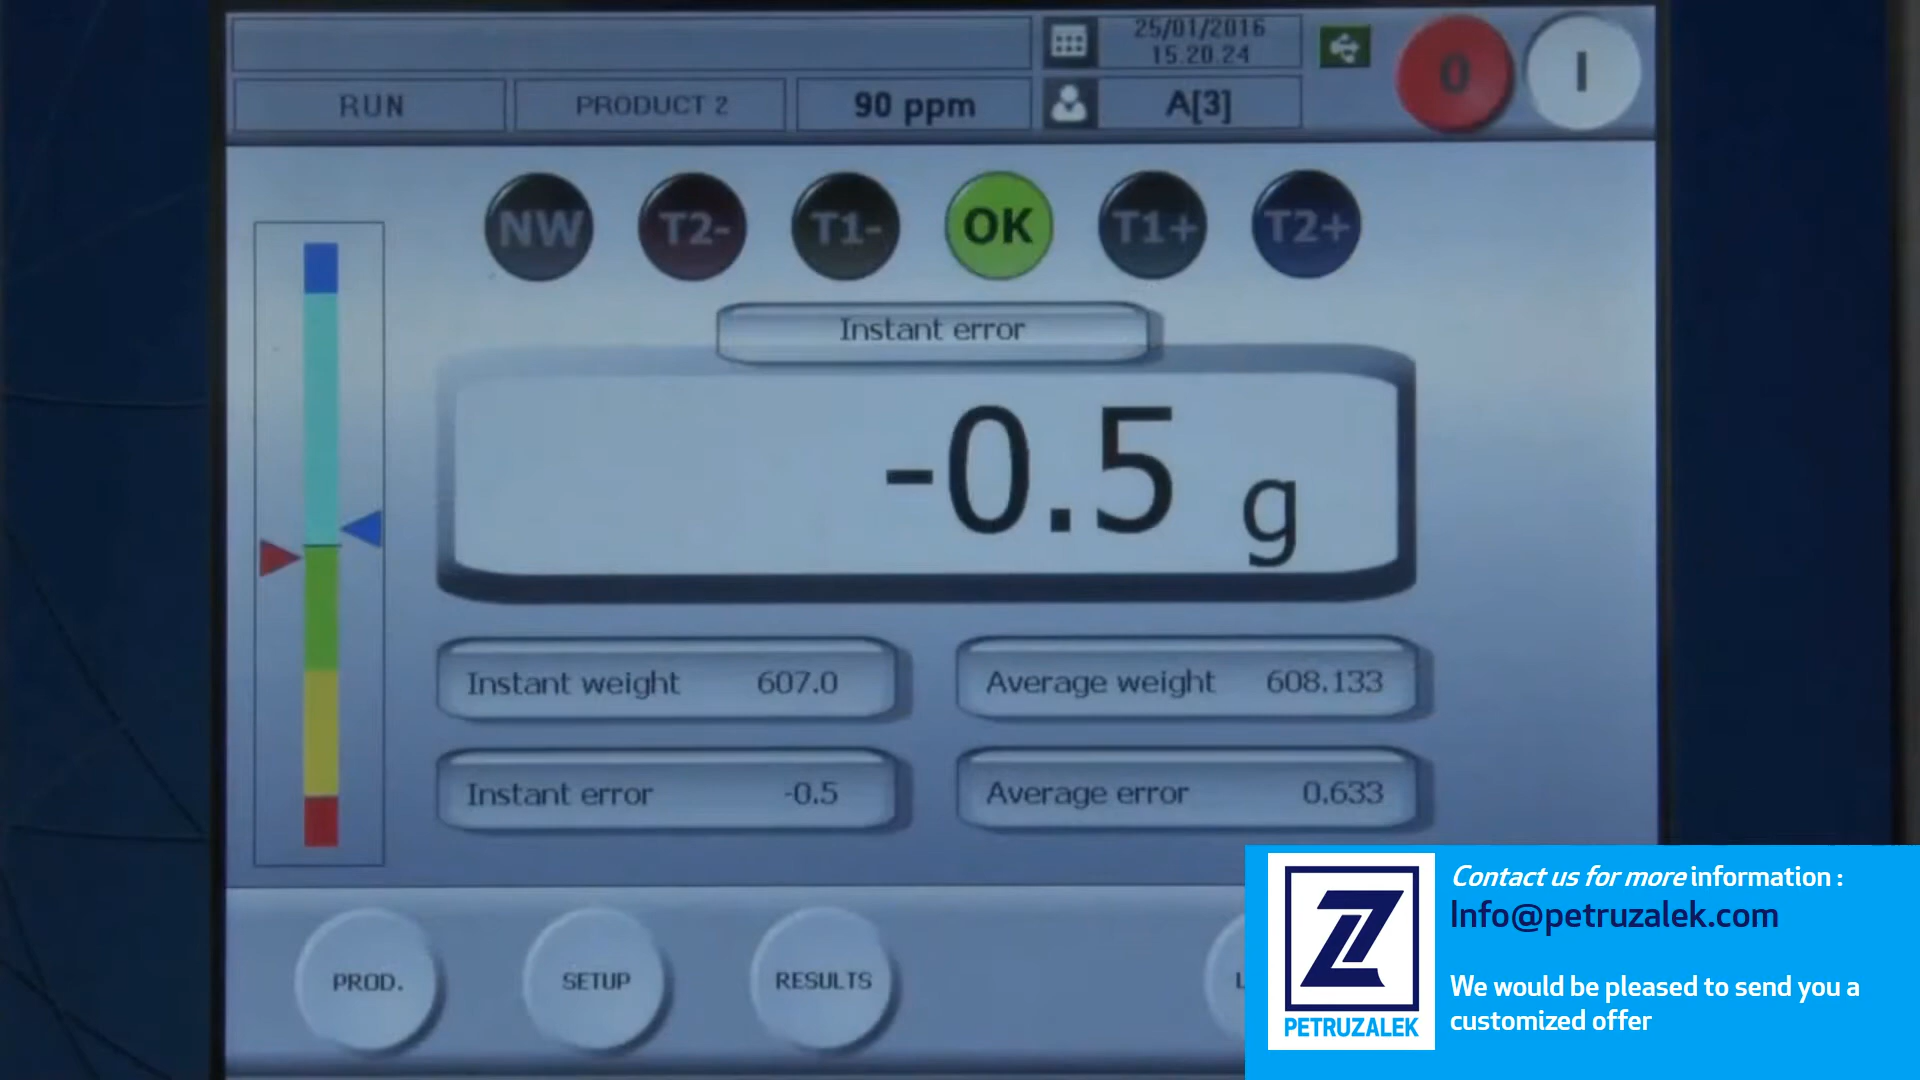 25/01/2016
15.20.24
0
I
RUN
PRODUCT 2
90 ppm
A[3]
NW
T2-
T1-
OK
T1+
T2+
Instant error
-0.5 g
Instant weight 607.0
Average weight 608.133
Instant error -0.5
Average error 0.633
PROD.
SETUP
RESULTS
Contact us for more information :
Info@petruzalek.com
We would be pleased to send you a
customized offer
PETRUZALEK